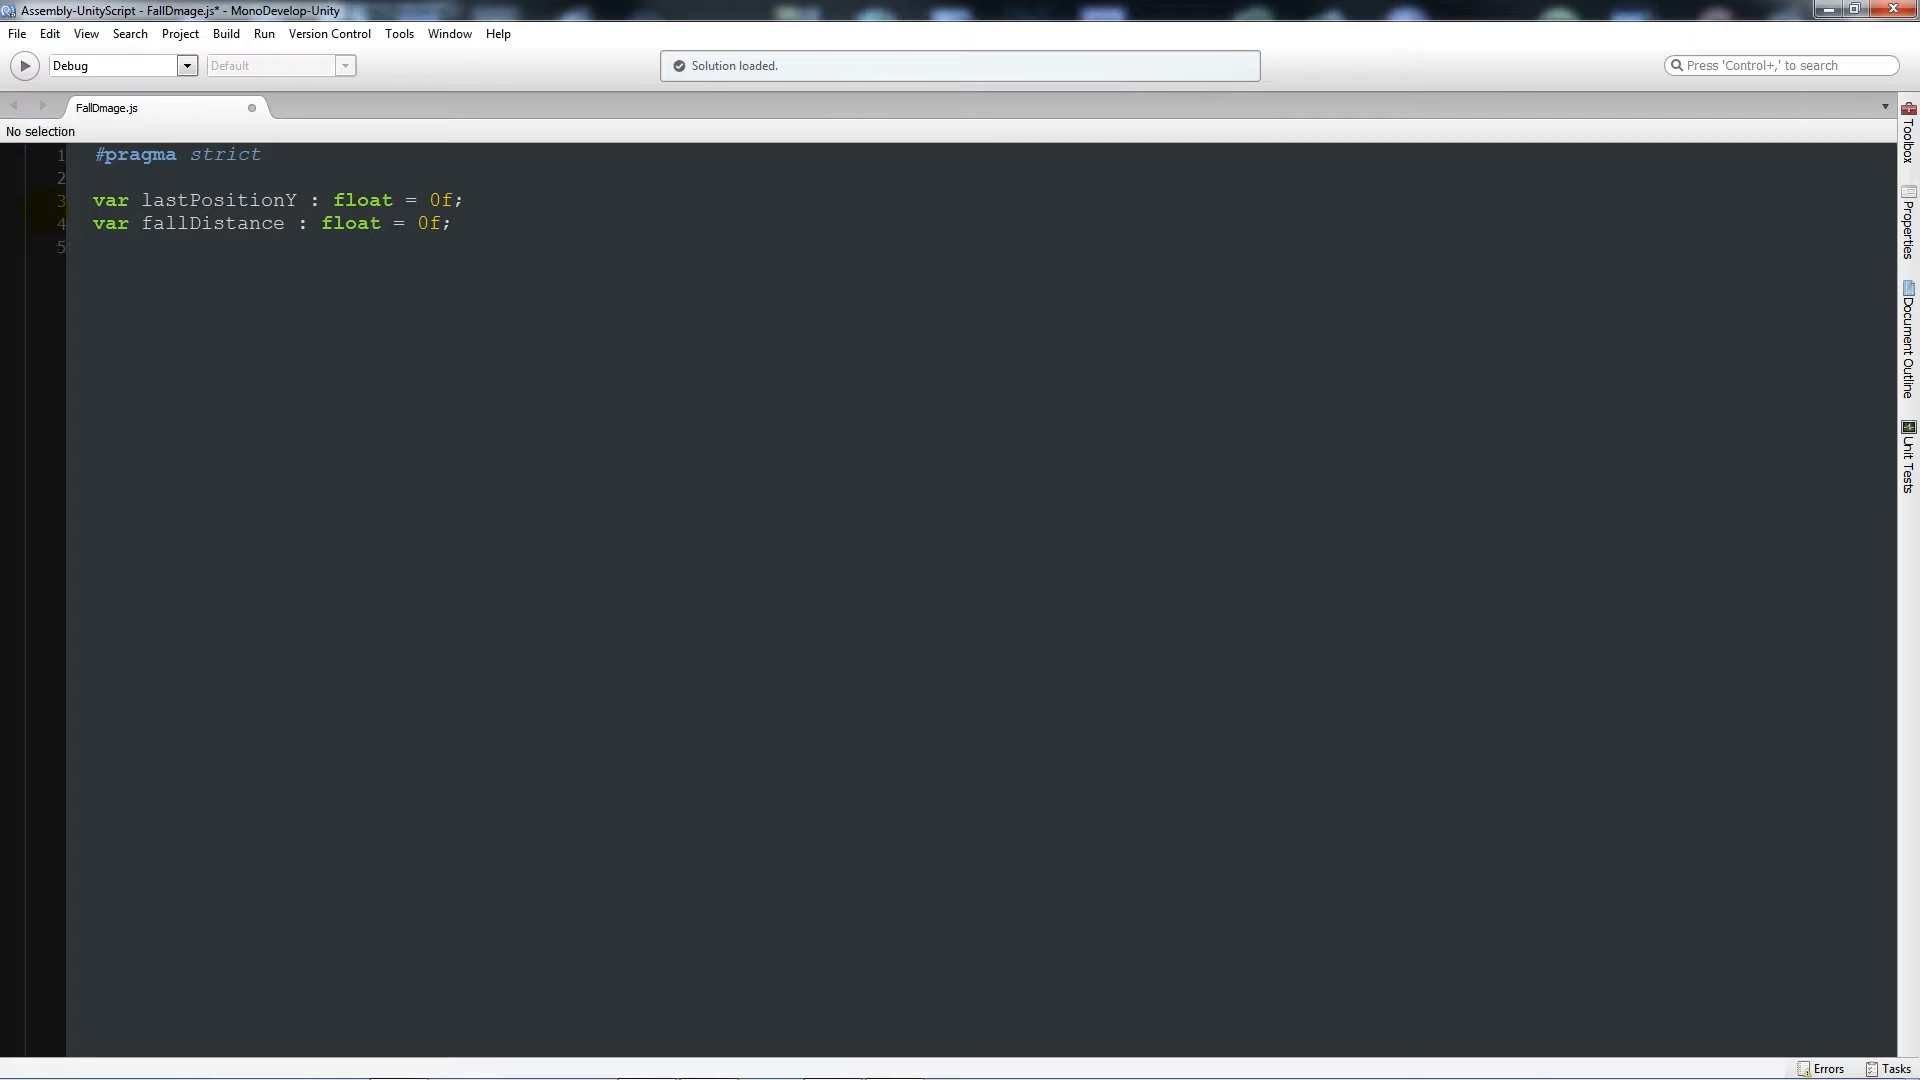 Assembly-UnityScript - FallDmage.js* - MonoDevelop-Unity
File Edit View Search Project Build Run Version Control Tools Window Help
Debug Default Solution loaded. Press 'Control+,' to search
FallDmage.js
No selection
1 #pragma strict
2
3 var lastPositionY : float = 0f;
4 var fallDistance : float = 0f;
5
Toolbox
Properties
Document Outline
Unit Tests
Errors Tasks